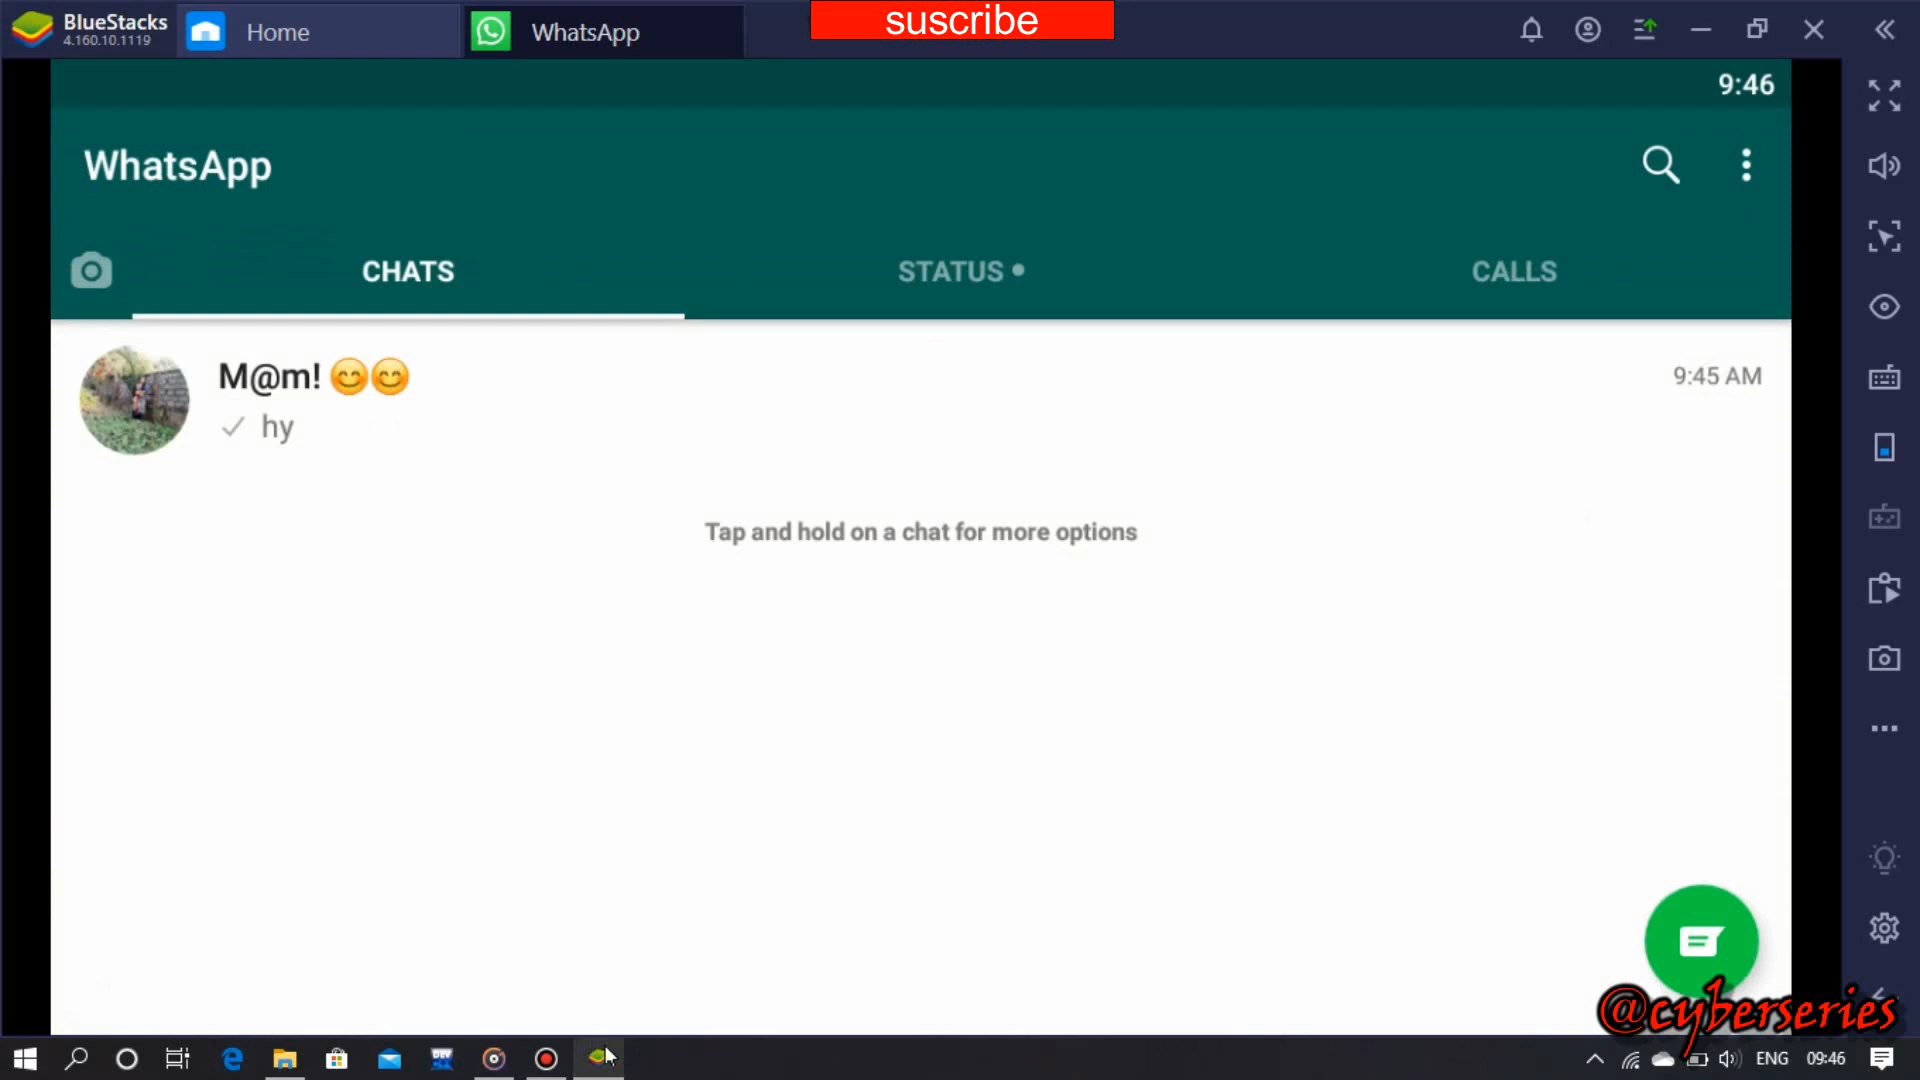 BlueStacks
4.160.10.1119
Home
WhatsApp
suscribe
9:46
WhatsApp
CHATS
STATUS
CALLS
M@m! 😊😊
9:45 AM
✓ hy
Tap and hold on a chat for more options
@cyberseries
DEV
ENG
09:46